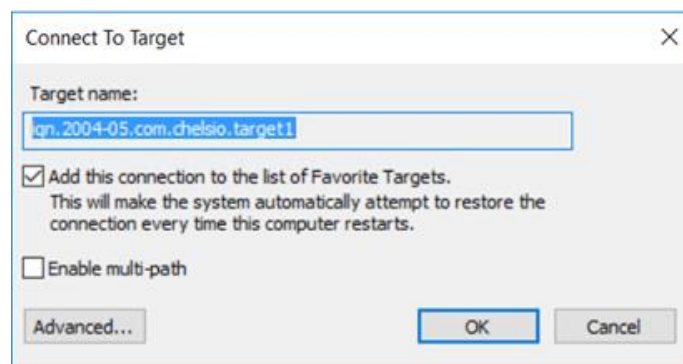 Connect To Target
Target name:
iqn.2004-05.com.chelsio.target1
Add this connection to the list of Favorite Targets.
This will make the system automatically attempt to restore the
connection every time this computer restarts.
Enable multi-path
Advanced...
OK
Cancel